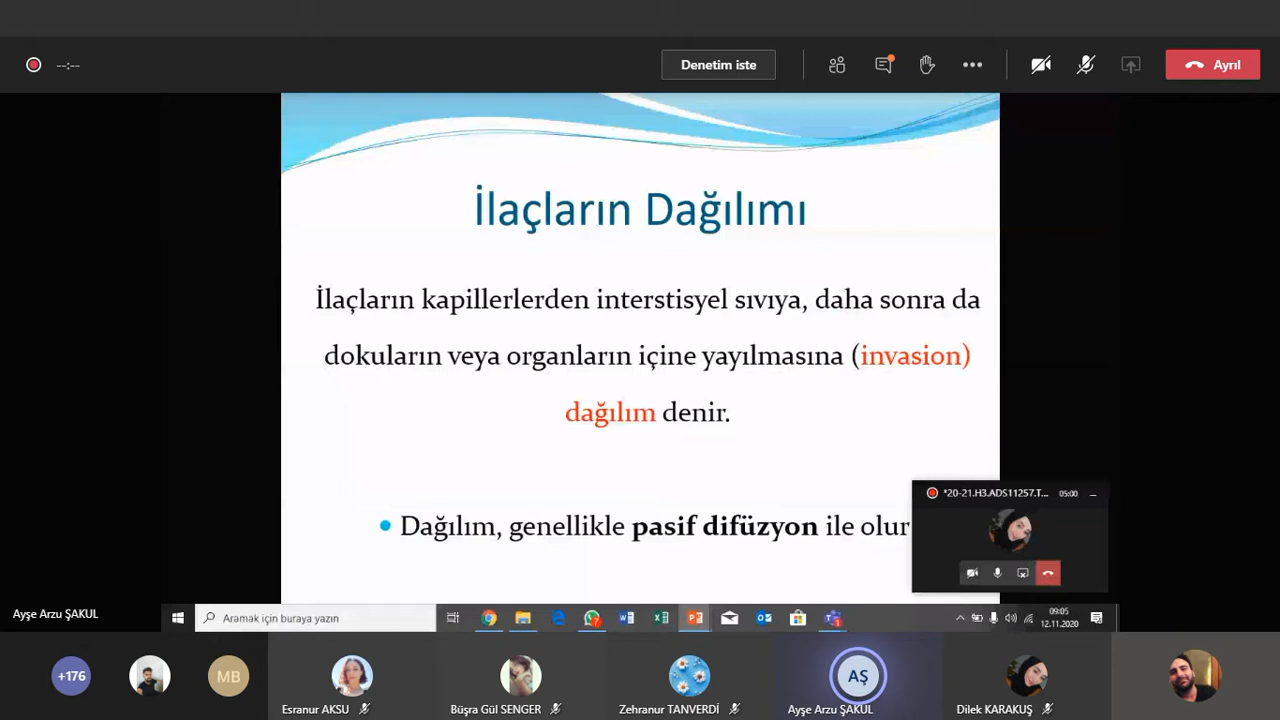 --:--
Denetim iste
Ayrıl
İlaçların Dağılımı
İlaçların kapillerlerden interstisyel sıvıya, daha sonra da
dokuların veya organların içine yayılmasına (invasion)
dağılım denir.
*20-21.H3.ADS11257.T...
05:00
• Dağılım, genellikle pasif difüzyon ile olur
Ayşe Arzu ŞAKUL
Aramak için buraya yazın
09:05
12.11.2020
+176
MB
AŞ
Esranur AKSU
Büşra Gül SENGER
Zehranur TANVERDİ
Ayşe Arzu ŞAKUL
Dilek KARAKUŞ